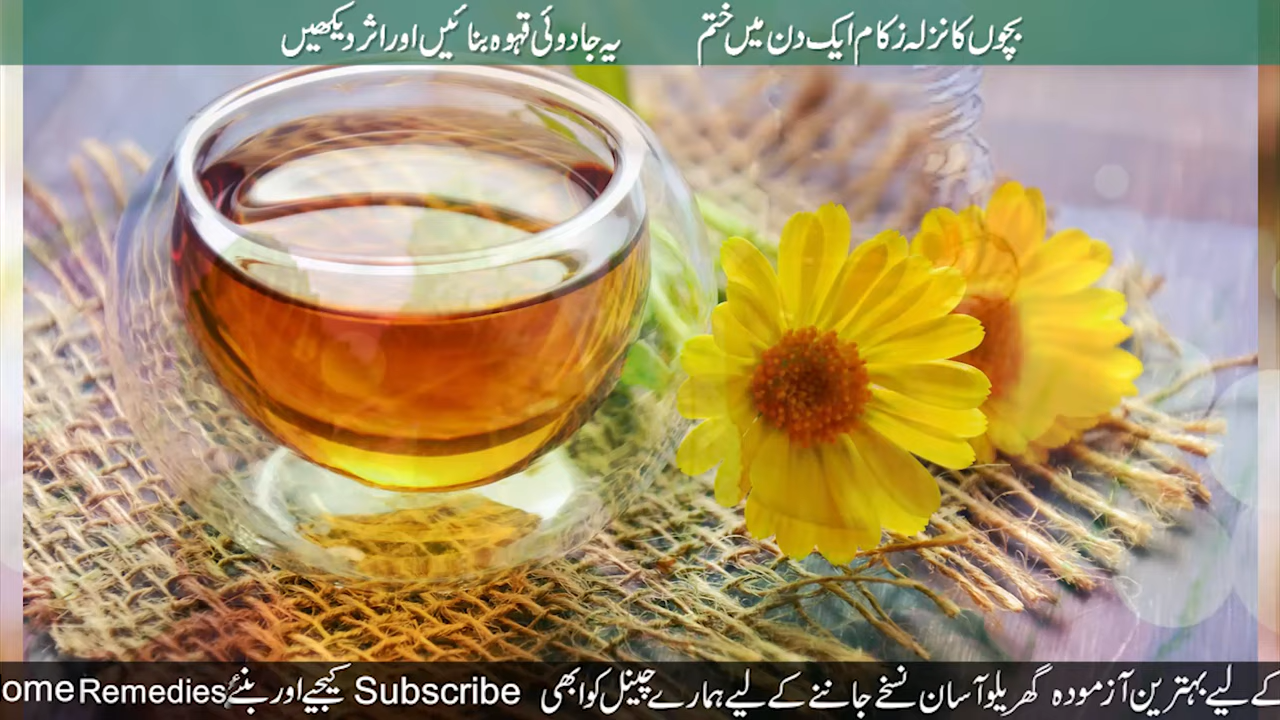 بچوں کا نزلہ زکام ایک دن میں ختم یہ جادوئی قہوہ بنائیں اور اثر دیکھیں
کے لیے بہترین آزمودہ گھریلو آسان نسخے جاننے کے لیے ہمارے چینل کو ابھی Subscribe کیجیے اور بنئے ome Remedies